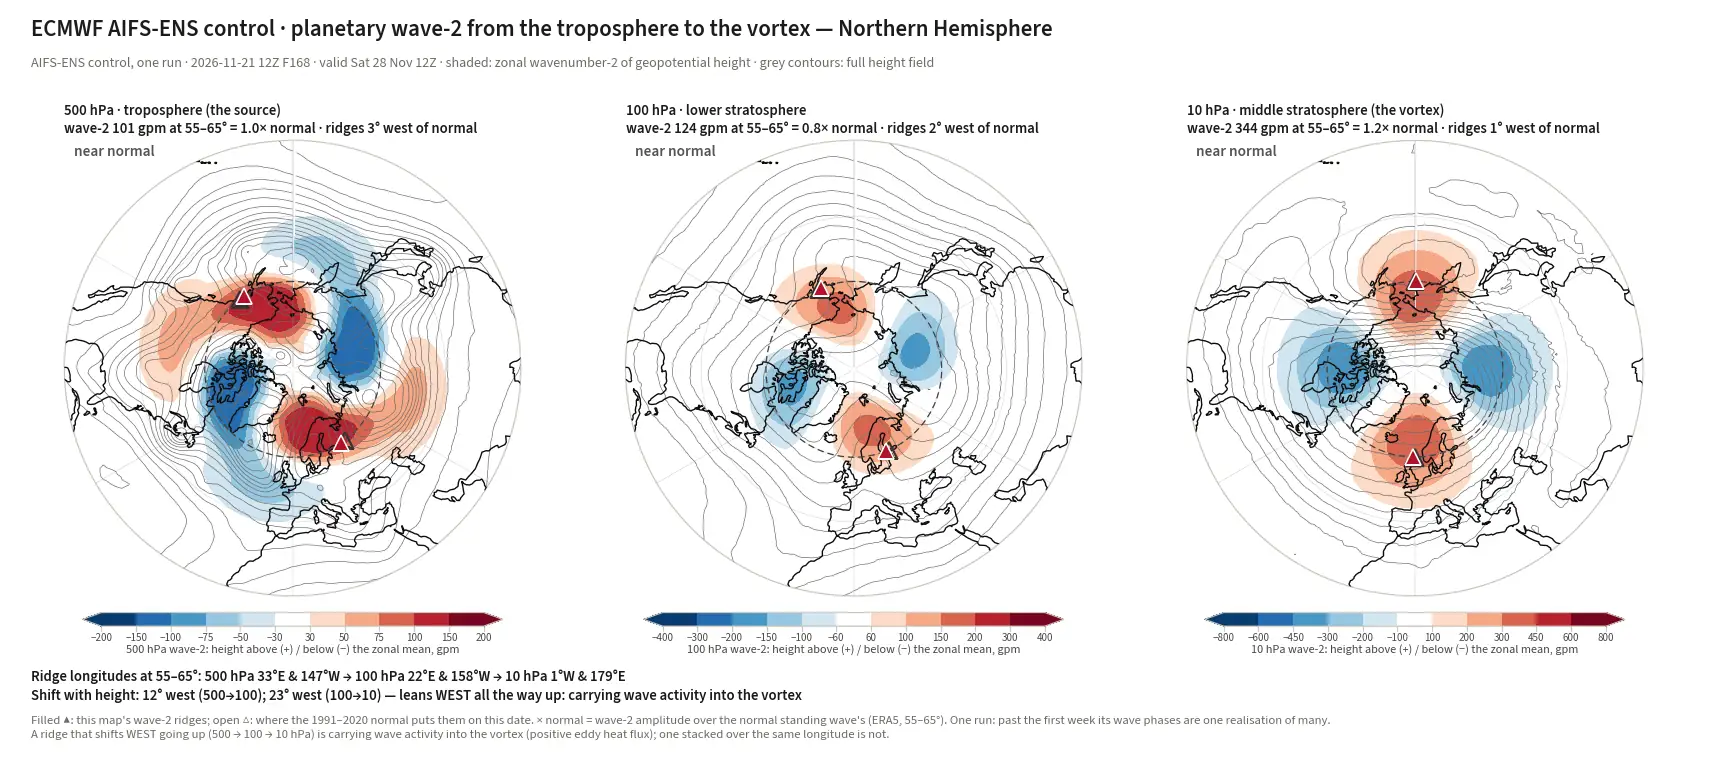 ECMWF AIFS-ENS control · planetary wave-2 from the troposphere to the vortex — Northern Hemisphere
AIFS-ENS control, one run · 2026-11-21 12Z F168 · valid Sat 28 Nov 12Z · shaded: zonal wavenumber-2 of geopotential height · grey contours: full height field
500 hPa · troposphere (the source)
wave-2 101 gpm at 55–65° = 1.0× normal · ridges 3° west of normal
near normal
100 hPa · lower stratosphere
wave-2 124 gpm at 55–65° = 0.8× normal · ridges 2° west of normal
near normal
10 hPa · middle stratosphere (the vortex)
wave-2 344 gpm at 55–65° = 1.2× normal · ridges 1° west of normal
near normal
−200 −150 −100 −75 −50 −30 30 50 75 100 150 200
500 hPa wave-2: height above (+) / below (−) the zonal mean, gpm
−400 −300 −200 −150 −100 −60 60 100 150 200 300 400
100 hPa wave-2: height above (+) / below (−) the zonal mean, gpm
−800 −600 −450 −300 −200 −100 100 200 300 450 600 800
10 hPa wave-2: height above (+) / below (−) the zonal mean, gpm
Ridge longitudes at 55–65°: 500 hPa 33°E & 147°W → 100 hPa 22°E & 158°W → 10 hPa 1°W & 179°E
Shift with height: 12° west (500→100); 23° west (100→10) — leans WEST all the way up: carrying wave activity into the vortex
Filled ▲: this map's wave-2 ridges; open △: where the 1991–2020 normal puts them on this date. × normal = wave-2 amplitude over the normal standing wave's (ERA5, 55–65°). One run: past the first week its wave phases are one realisation of many.
A ridge that shifts WEST going up (500 → 100 → 10 hPa) is carrying wave activity into the vortex (positive eddy heat flux); one stacked over the same longitude is not.